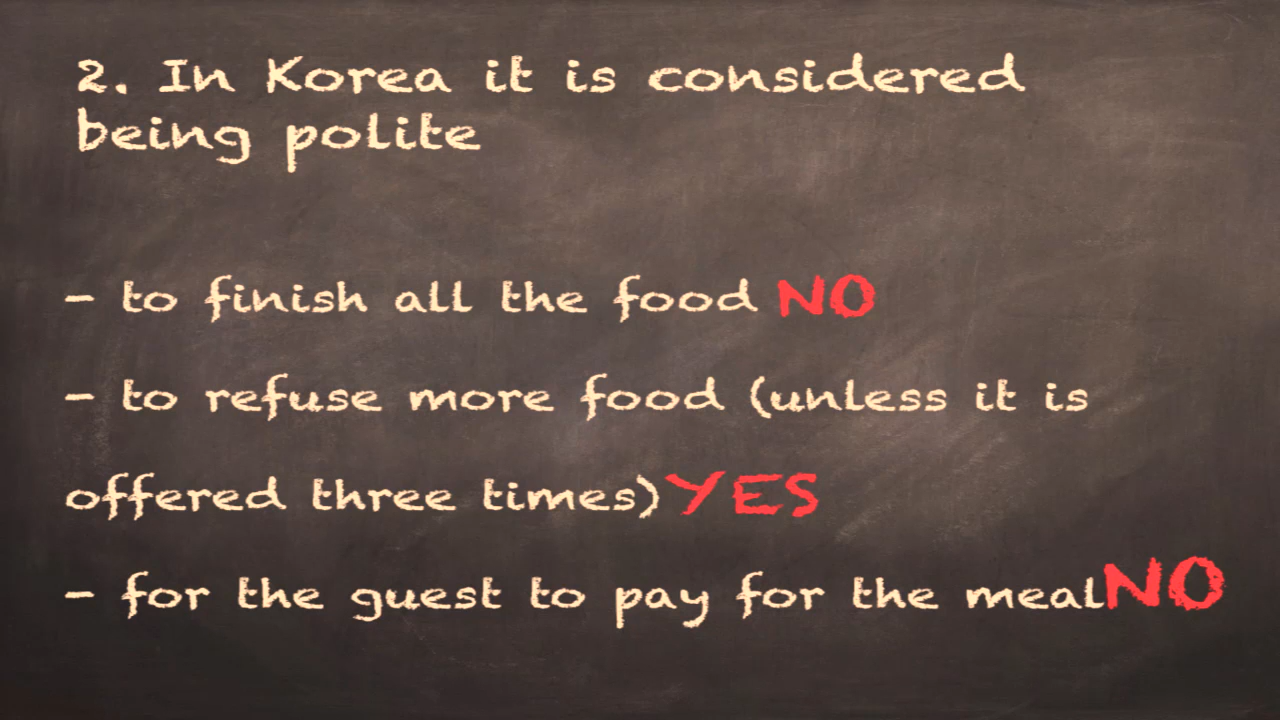 2. In Korea it is considered
being polite
- to finish all the food NO
- to refuse more food (unless it is
offered three times) YES
- for the guest to pay for the meal NO